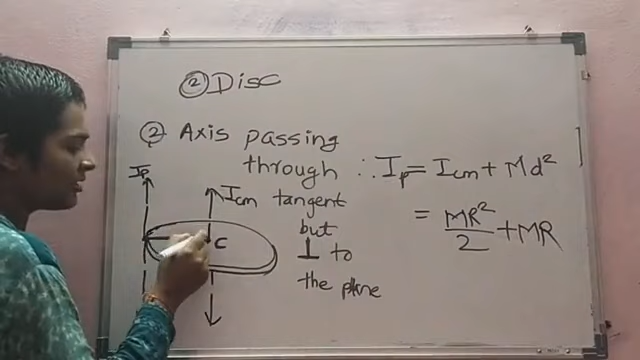 ② Disc
② Axis passing
through
tangent
but
⊥ to
the plane
∴ Ip = Icm + Md²
= MR²/2 + MR
Ip
Icm
C